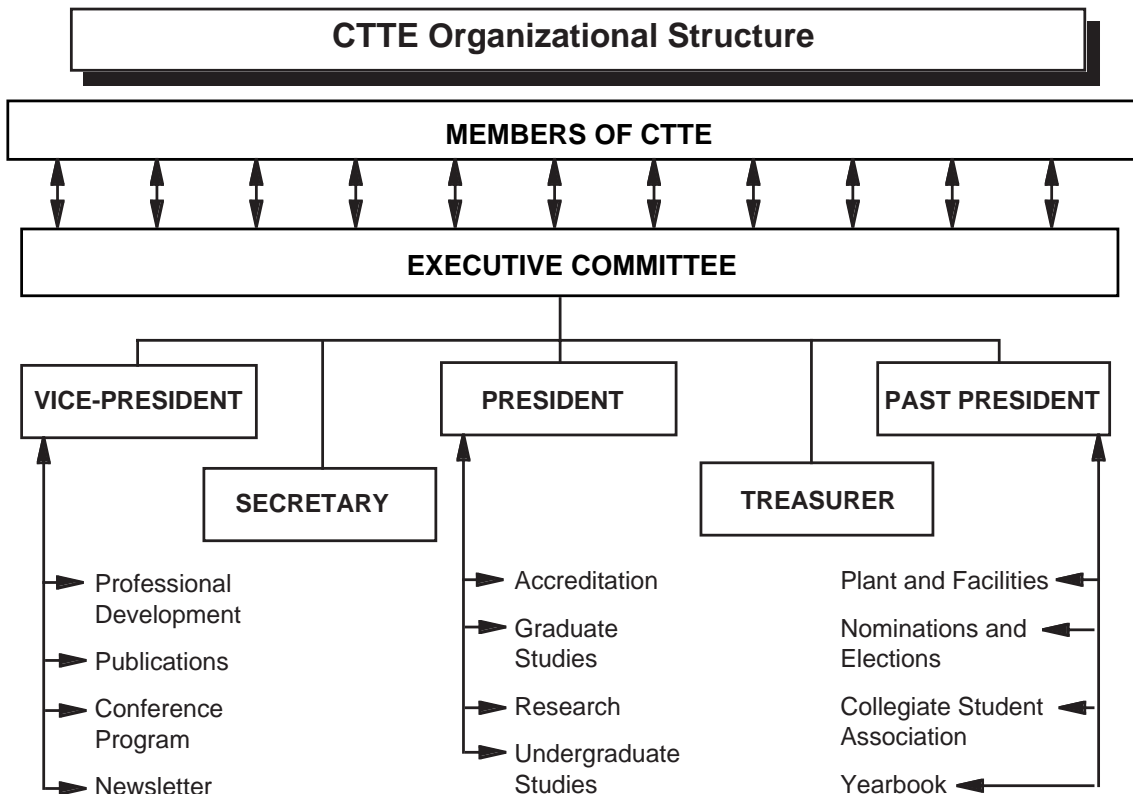 CTTE Organizational Structure
MEMBERS OF CTTE
EXECUTIVE COMMITTEE
VICE-PRESIDENT
PRESIDENT
PAST PRESIDENT
SECRETARY
TREASURER
Professional
Development
Publications
Conference
Program
Newsletter
Accreditation
Graduate
Studies
Research
Undergraduate
Studies
Plant and Facilities
Nominations and
Elections
Collegiate Student
Association
Yearbook